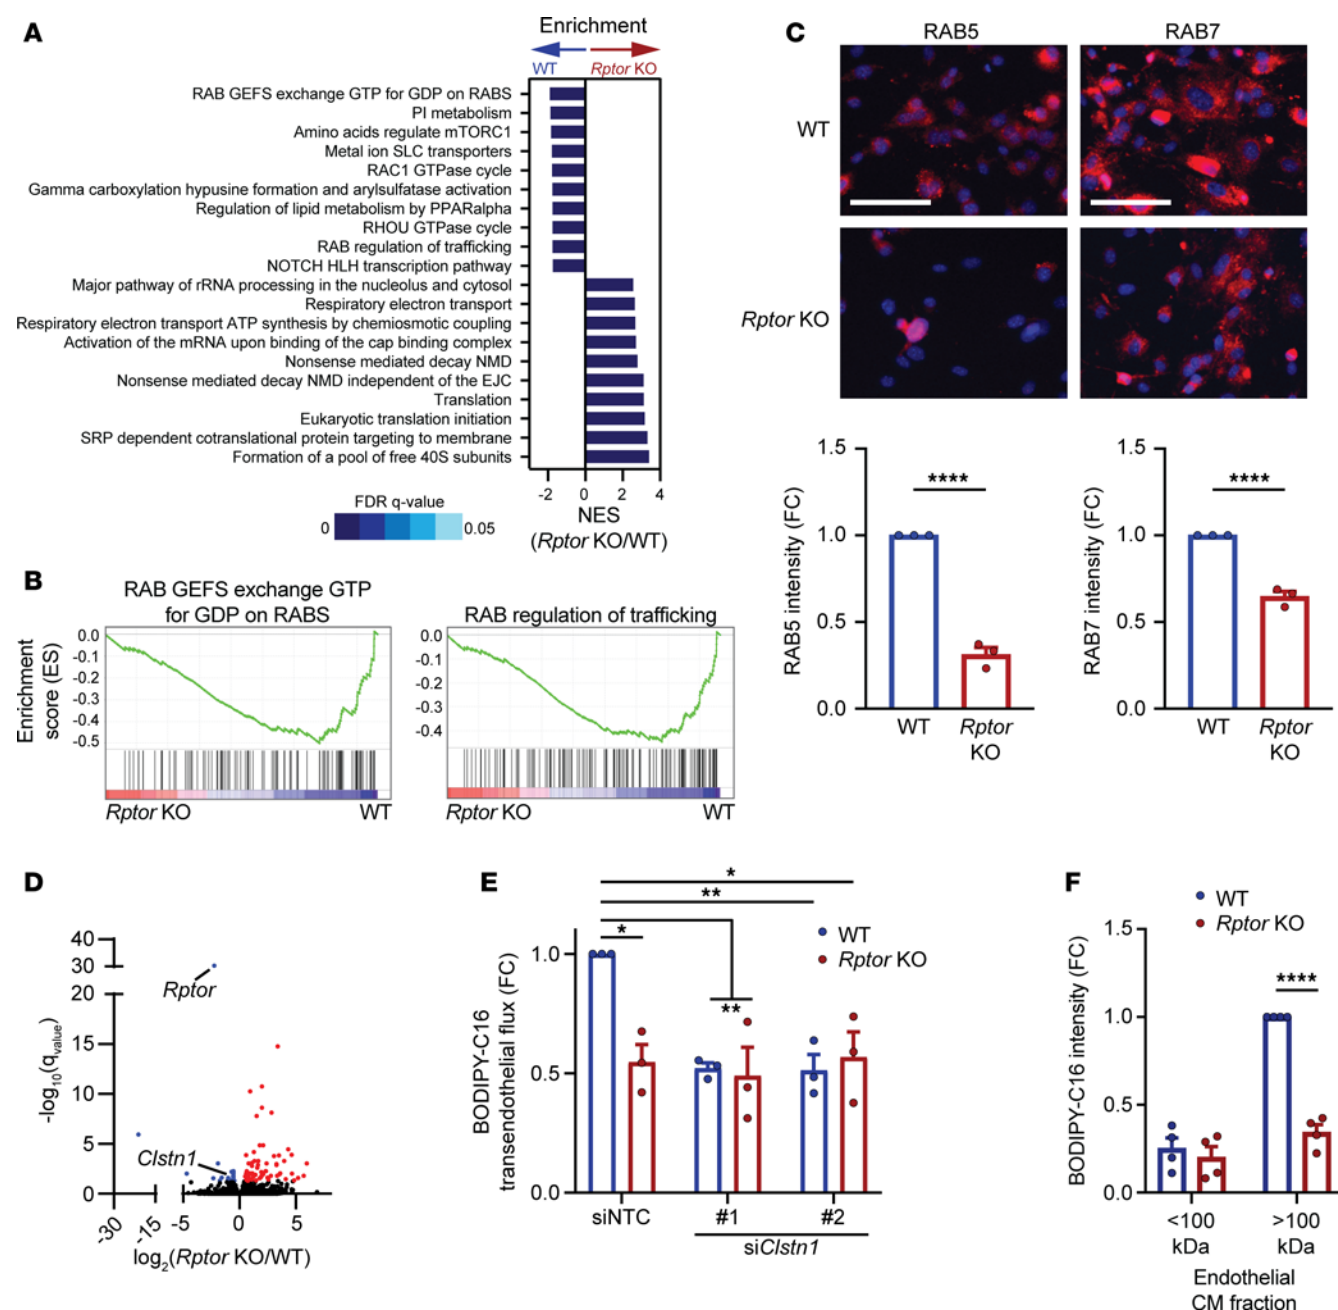 A
Enrichment
WT
Rptor KO
RAB GEFS exchange GTP for GDP on RABS
PI metabolism
Amino acids regulate mTORC1
Metal ion SLC transporters
RAC1 GTPase cycle
Gamma carboxylation hypusine formation and arylsulfatase activation
Regulation of lipid metabolism by PPARalpha
RHOU GTPase cycle
RAB regulation of trafficking
NOTCH HLH transcription pathway
Major pathway of rRNA processing in the nucleolus and cytosol
Respiratory electron transport
Respiratory electron transport ATP synthesis by chemiosmotic coupling
Activation of the mRNA upon binding of the cap binding complex
Nonsense mediated decay NMD
Nonsense mediated decay NMD independent of the EJC
Translation
Eukaryotic translation initiation
SRP dependent cotranslational protein targeting to membrane
Formation of a pool of free 40S subunits
-2 0 2 4
NES
(Rptor KO/WT)
FDR q-value
0 0.05
B
RAB GEFS exchange GTP
for GDP on RABS
Enrichment
score (ES)
0.0
-0.1
-0.2
-0.3
-0.4
-0.5
Rptor KO WT
RAB regulation of trafficking
0.0
-0.1
-0.2
-0.3
-0.4
Rptor KO WT
C
RAB5 RAB7
WT
Rptor KO
RAB5 intensity (FC)
1.5
1.0
0.5
0.0
****
WT Rptor
KO
RAB7 intensity (FC)
1.5
1.0
0.5
0.0
****
WT Rptor
KO
D
-log10(qvalue)
40
30
20
15
10
5
0
Rptor
Clstn1
-30 -15 -5 0 5
log2(Rptor KO/WT)
E
BODIPY-C16
transendothelial flux (FC)
1.0
0.5
0.0
*
**
*
**
WT
Rptor KO
siNTC #1 #2
siClstn1
F
WT
Rptor KO
BODIPY-C16 intensity (FC)
1.5
1.0
0.5
0.0
****
<100 >100
kDa kDa
Endothelial
CM fraction